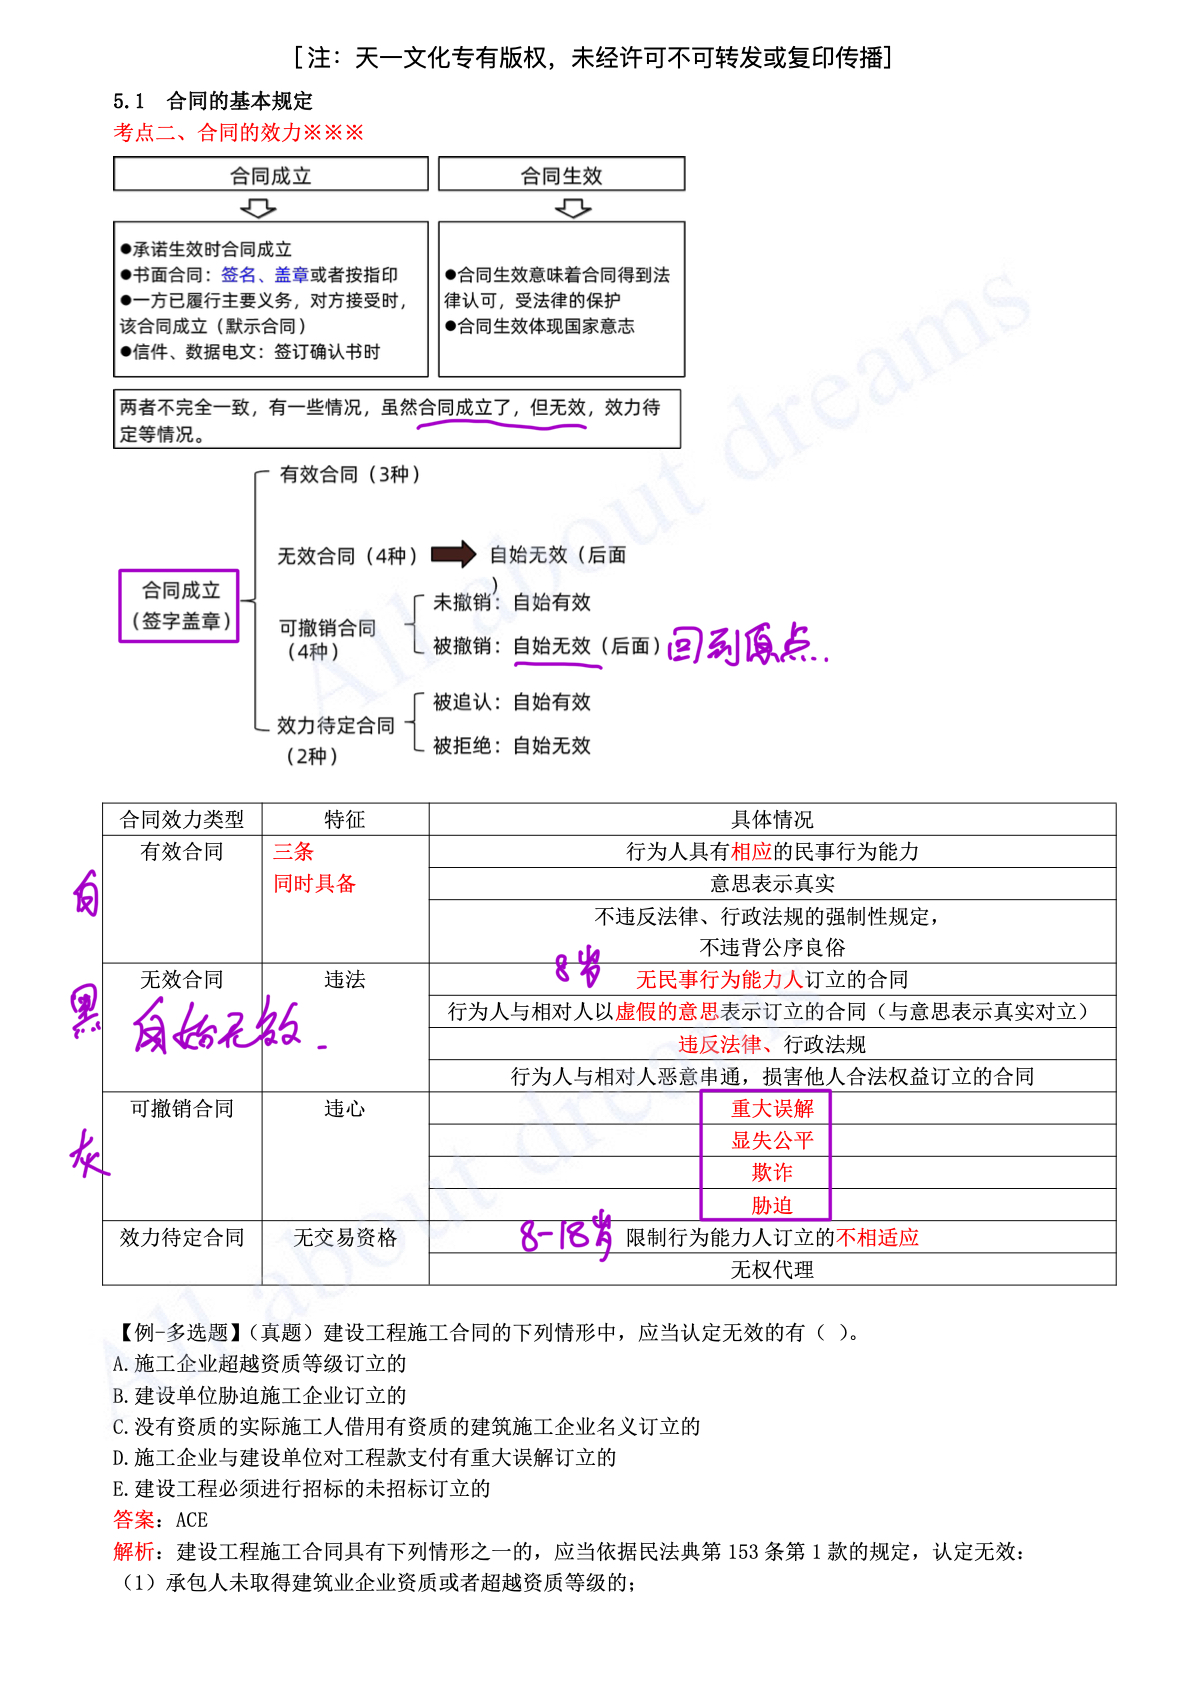 [注：天一文化专有版权，未经许可不可转发或复印传播]
5.1 合同的基本规定
考点二、合同的效力※※※
合同成立
合同生效
●承诺生效时合同成立
●书面合同：签名、盖章或者按指印
●一方已履行主要义务，对方接受时，
该合同成立（默示合同）
●信件、数据电文：签订确认书时
●合同生效意味着合同得到法
律认可，受法律的保护
●合同生效体现国家意志
两者不完全一致，有一些情况，虽然合同成立了，但无效，效力待
定等情况。
合同成立
（签字盖章）
有效合同（3种）
无效合同（4种）
自始无效（后面
）
可撤销合同
（4种）
未撤销：自始有效
被撤销：自始无效（后面）
回到原点.
效力待定合同
（2种）
被追认：自始有效
被拒绝：自始无效
合同效力类型 特征 具体情况
白
有效合同
三条
同时具备
行为人具有相应的民事行为能力
意思表示真实
不违反法律、行政法规的强制性规定，
不违背公序良俗
黑
无效合同
自始无效.
违法
8岁
无民事行为能力人订立的合同
行为人与相对人以虚假的意思表示订立的合同（与意思表示真实对立）
违反法律、行政法规
行为人与相对人恶意串通，损害他人合法权益订立的合同
灰
可撤销合同
违心
重大误解
显失公平
欺诈
胁迫
效力待定合同
无交易资格
8-18岁
限制行为能力人订立的不相适应
无权代理
【例-多选题】（真题）建设工程施工合同的下列情形中，应当认定无效的有（ ）。
A.施工企业超越资质等级订立的
B.建设单位胁迫施工企业订立的
C.没有资质的实际施工人借用有资质的建筑施工企业名义订立的
D.施工企业与建设单位对工程款支付有重大误解订立的
E.建设工程必须进行招标的未招标订立的
答案：ACE
解析：建设工程施工合同具有下列情形之一的，应当依据民法典第 153 条第 1 款的规定，认定无效：
（1）承包人未取得建筑业企业资质或者超越资质等级的；
All about dreams
All about dreams